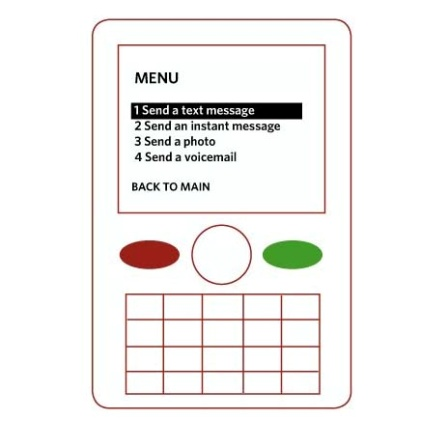 MENU
1 Send a text message
2 Send an instant message
3 Send a photo
4 Send a voicemail
BACK TO MAIN